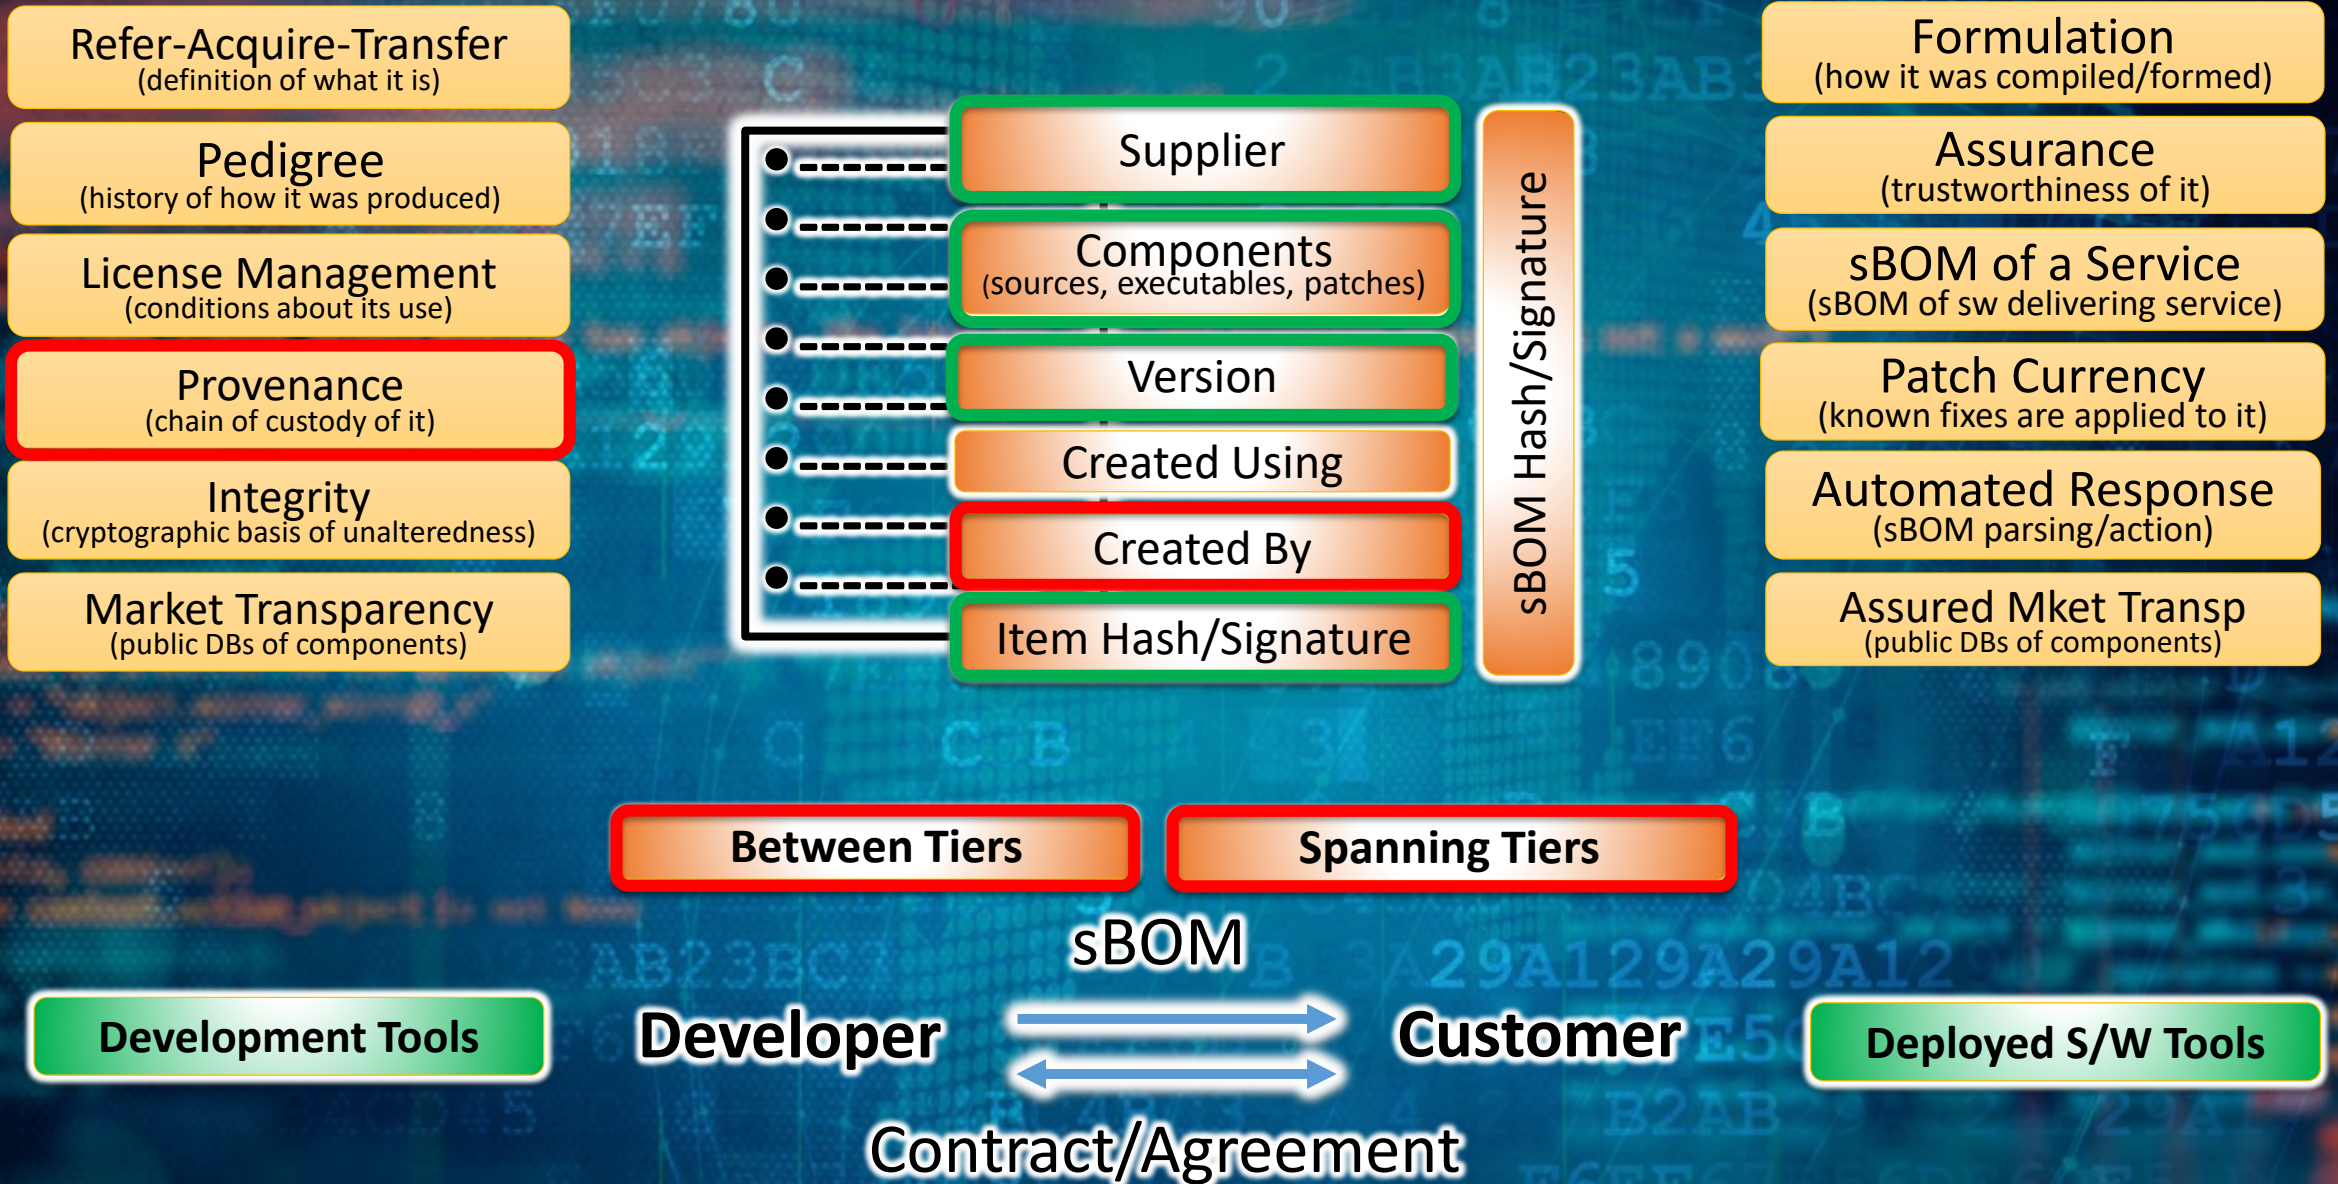 Refer-Acquire-Transfer
(definition of what it is)
Pedigree
(history of how it was produced)
License Management
(conditions about its use)
Provenance
(chain of custody of it)
Integrity
(cryptographic basis of unalteredness)
Market Transparency
(public DBs of components)
Supplier
Components
(sources, executables, patches)
Version
Created Using
Created By
Item Hash/Signature
sBOM Hash/Signature
Formulation
(how it was compiled/formed)
Assurance
(trustworthiness of it)
sBOM of a Service
(sBOM of sw delivering service)
Patch Currency
(known fixes are applied to it)
Automated Response
(sBOM parsing/action)
Assured Mket Transp
(public DBs of components)
Between Tiers
Spanning Tiers
sBOM
Development Tools
Developer
Customer
Deployed S/W Tools
Contract/Agreement